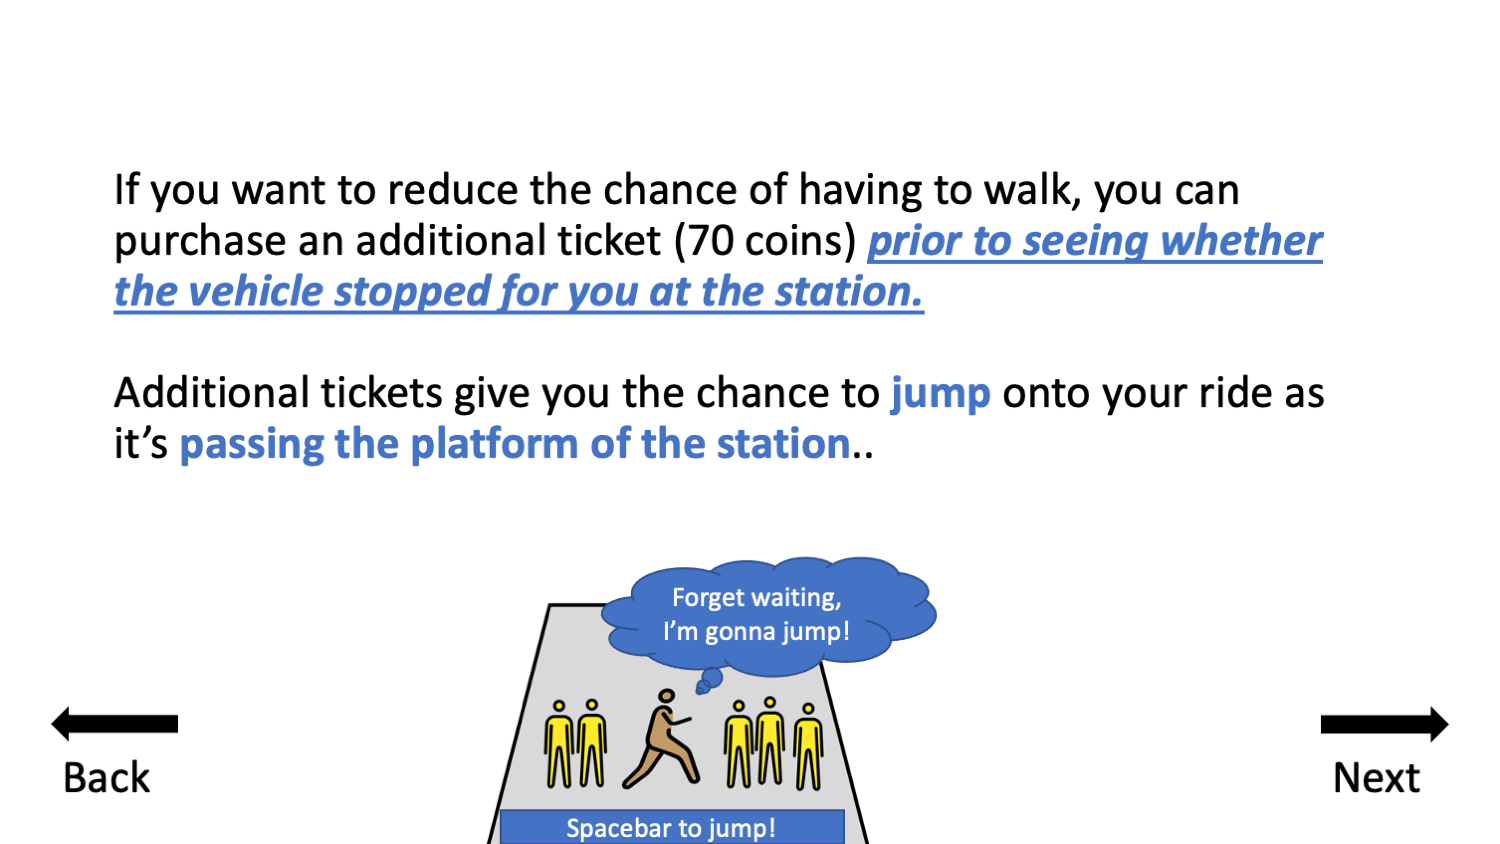 If you want to reduce the chance of having to walk, you can
purchase an additional ticket (70 coins) prior to seeing whether
the vehicle stopped for you at the station.
Additional tickets give you the chance to jump onto your ride as
it’s passing the platform of the station..
Forget waiting,
I’m gonna jump!
Back
Next
Spacebar to jump!